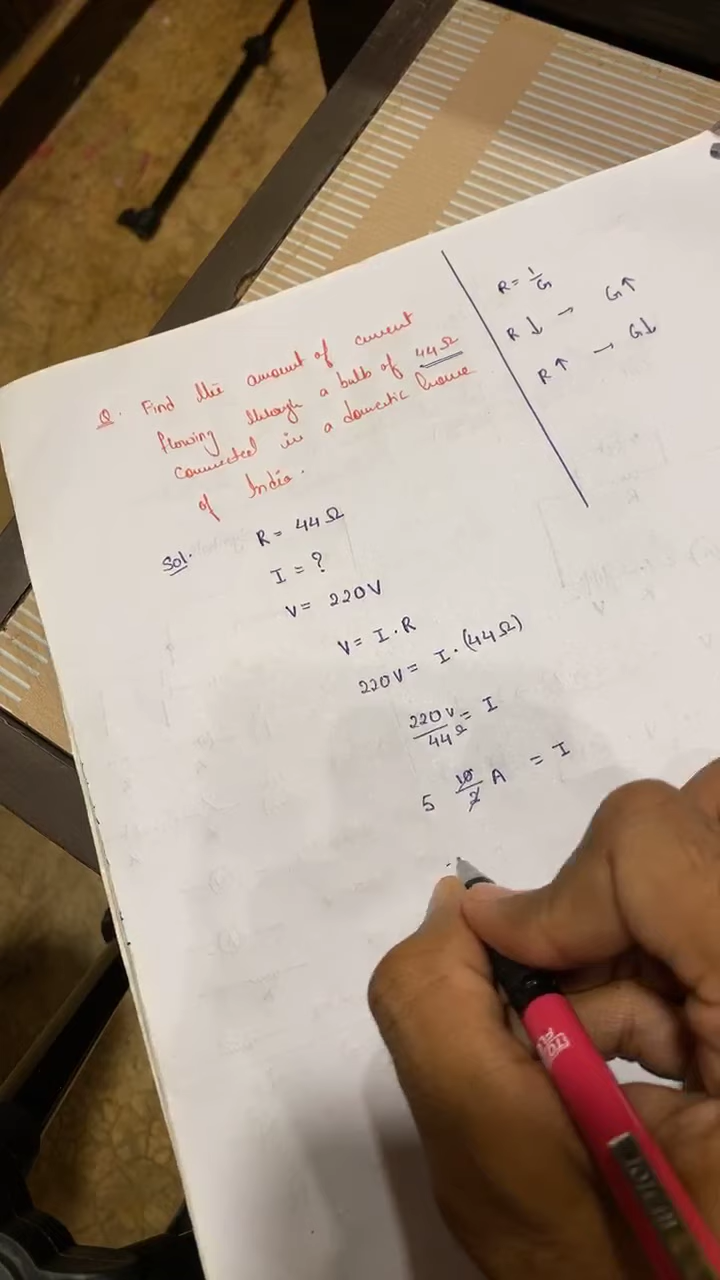 Q. Find the amount of current
flowing through a bulb of 44Ω
connected in a domestic house
of India.
Sol. R = 44Ω
I = ?
V = 220V
V = I.R
220V = I.(44Ω)
220V/44Ω = I
5 10/2 A = I
R = 1/G
R↓ → G↑
R↑ → G↓